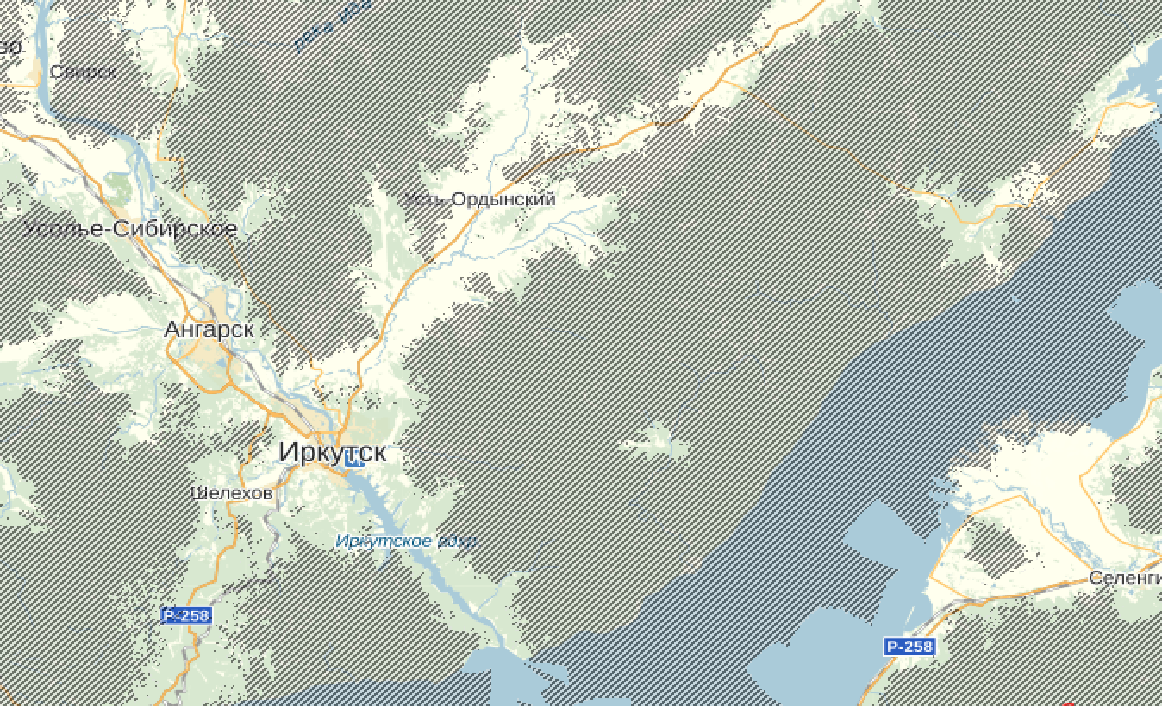 Свирск
Усть-Ордынский
Усолье-Сибирское
Ангарск
Иркутск
Шелехов
Иркутское вдхр
Р-258
Р-258